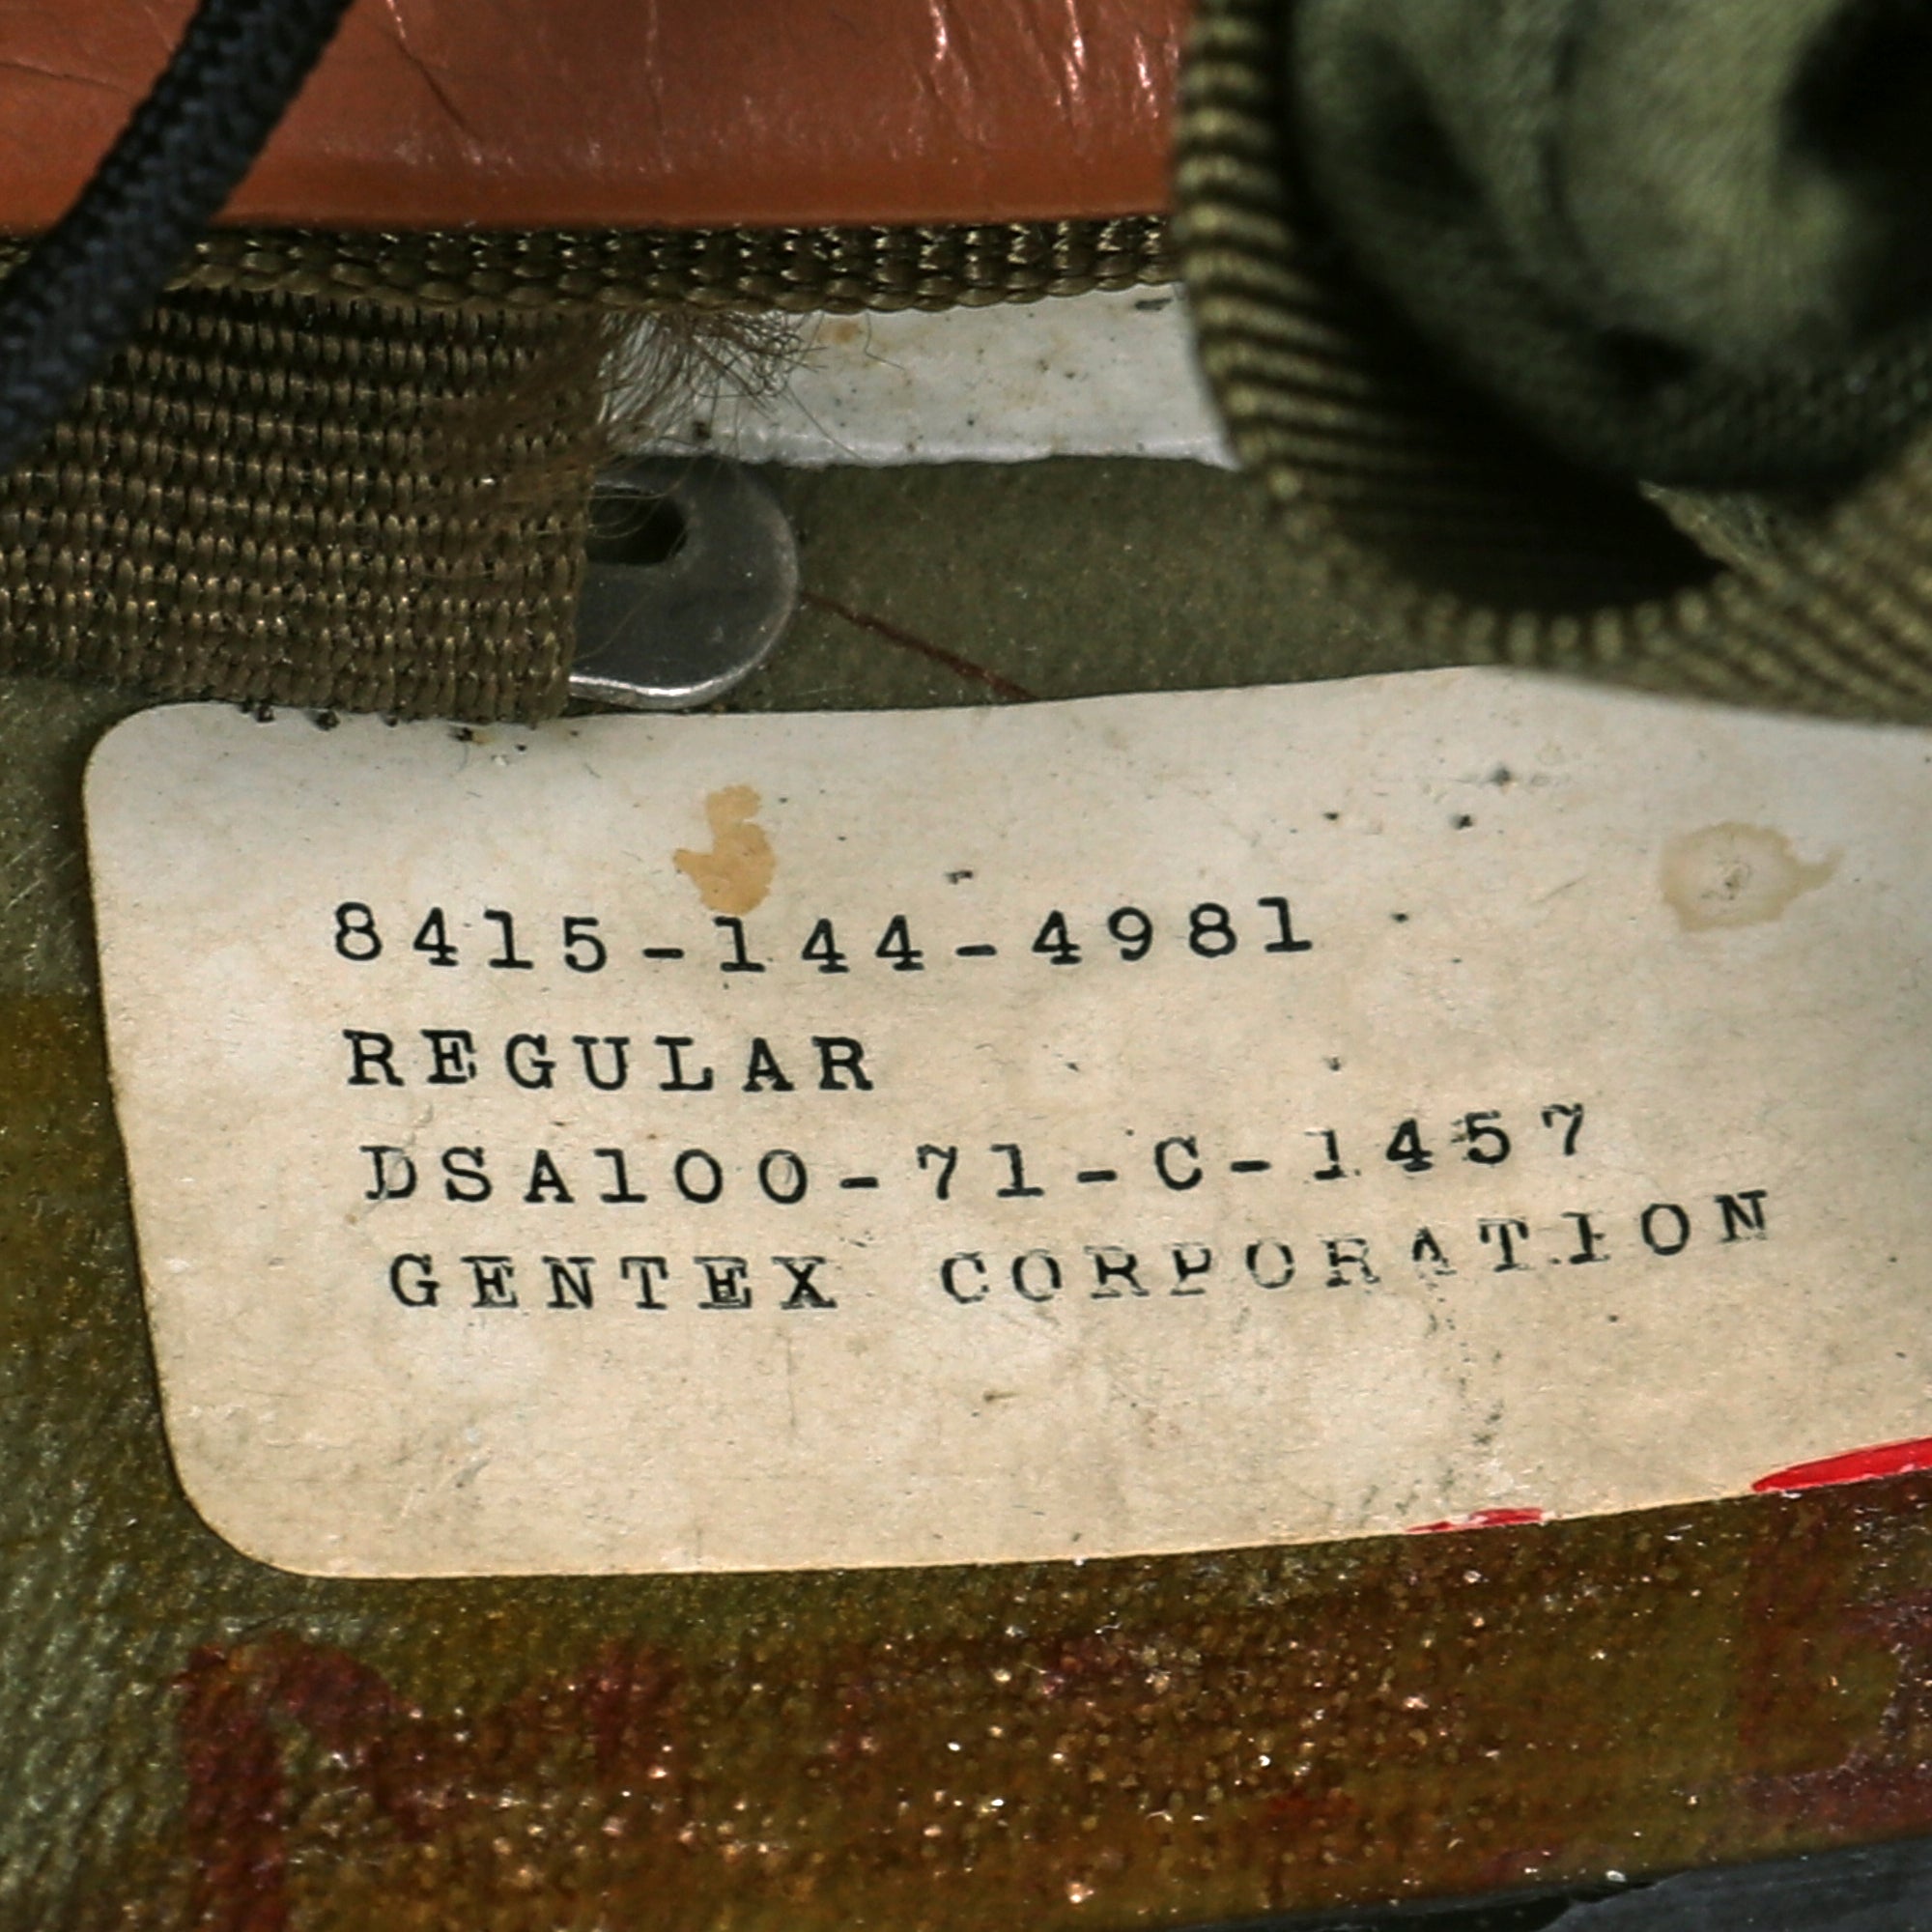 8415-144-4981
REGULAR
DSA100-71-C-1457
GENTEX CORPORATION